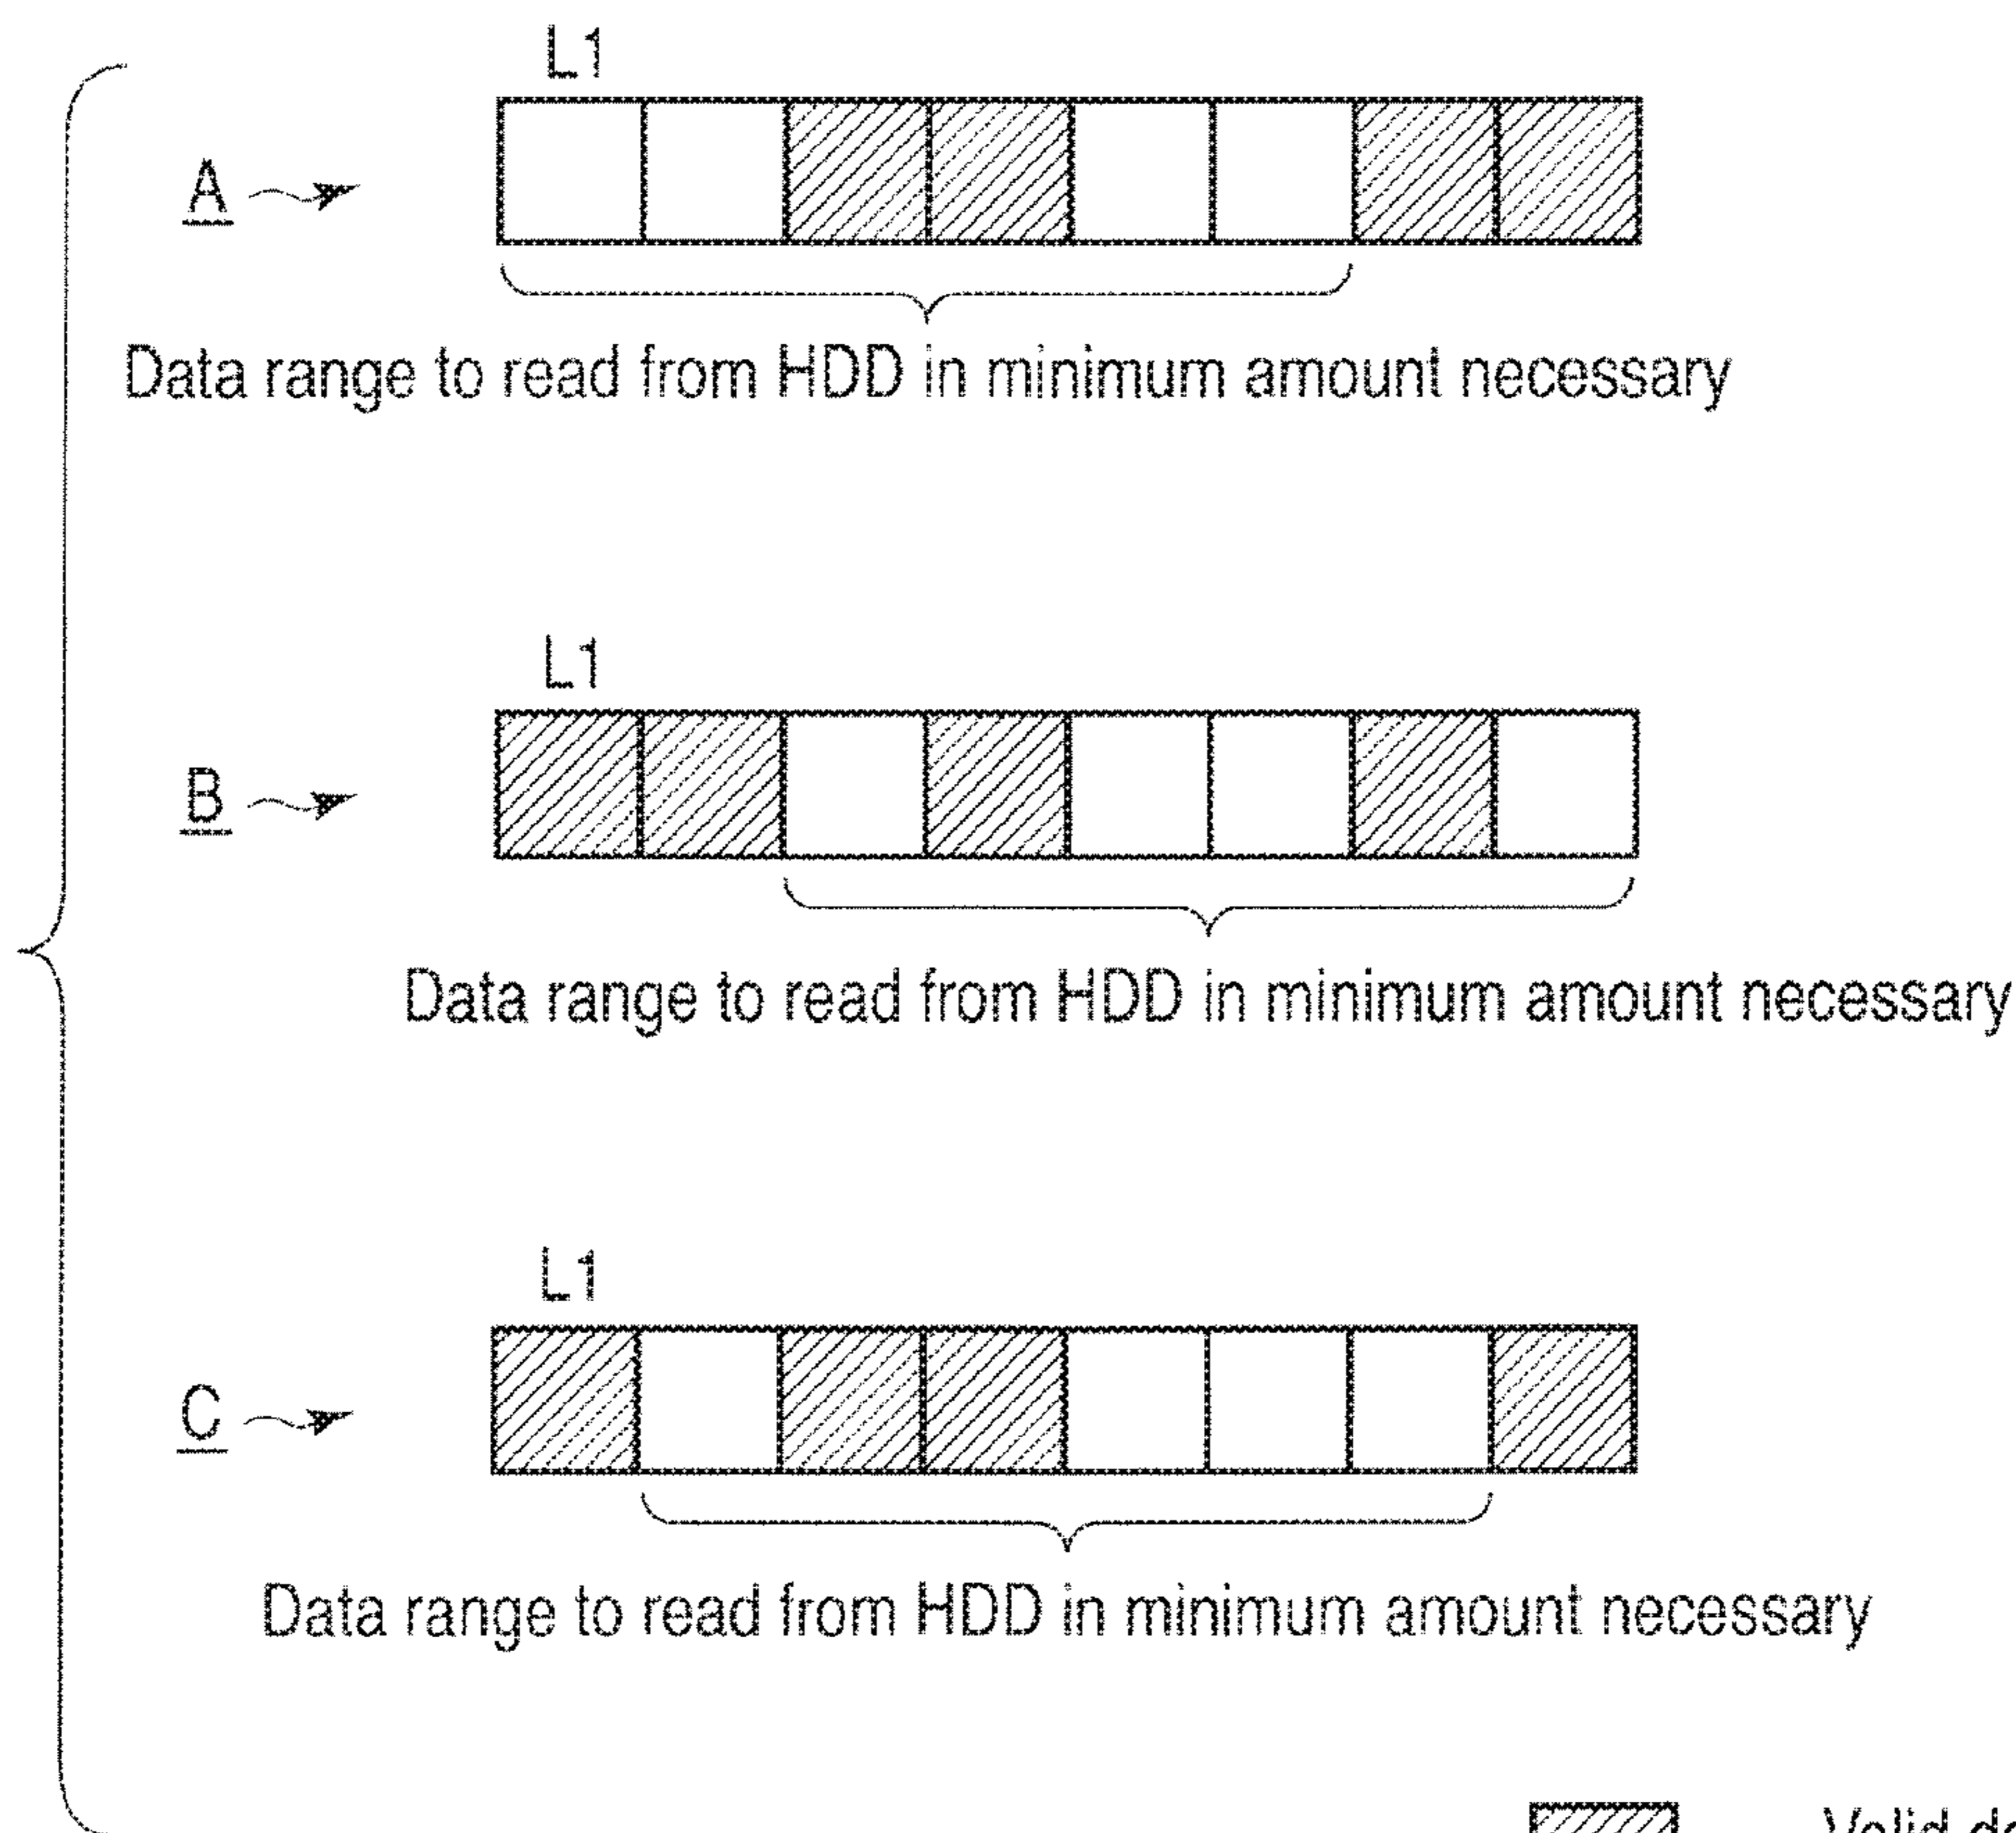 L1
A
Data range to read from HDD in minimum amount necessary
L1
B
Data range to read from HDD in minimum amount necessary
L1
C
Data range to read from HDD in minimum amount necessary
Valid